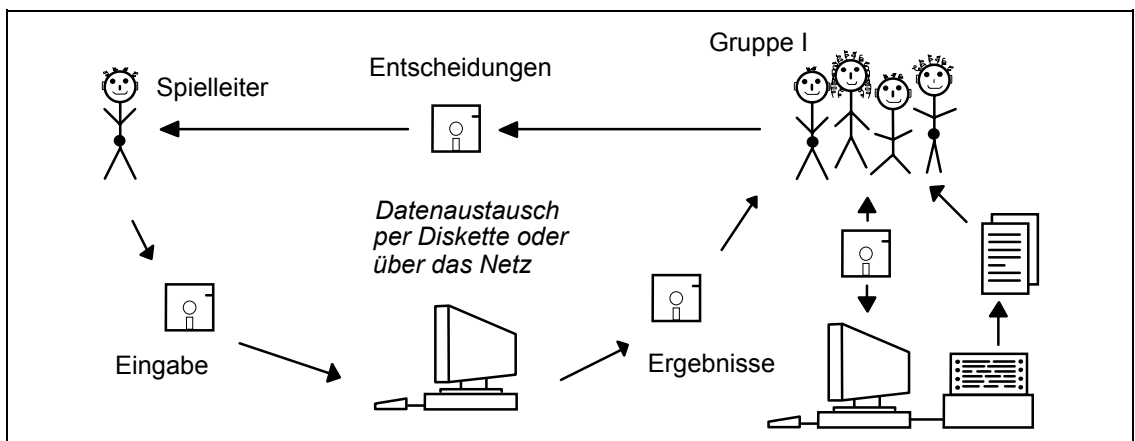 Gruppe I
Entscheidungen
Spielleiter
Datenaustausch
per Diskette oder
über das Netz
Eingabe
Ergebnisse